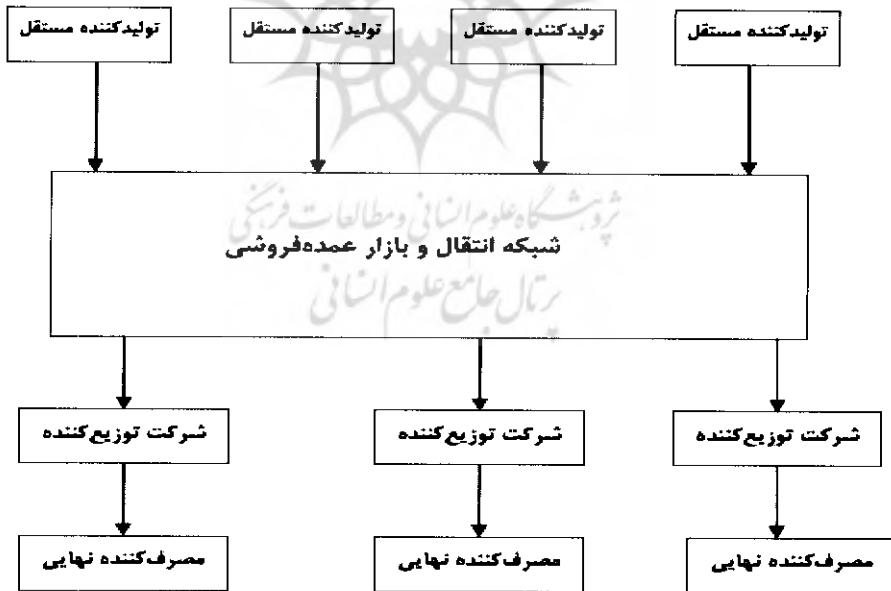 تولیدکننده مستقل
تولیدکننده مستقل
تولیدکننده مستقل
تولیدکننده مستقل
پژوهشگاه علوم انسانی و مطالعات فرهنگی
شبکه انتقال و بازار عمده‌فروشی
پرتال جامع علوم انسانی
شرکت توزیع‌کننده
شرکت توزیع‌کننده
شرکت توزیع‌کننده
مصرف‌کننده نهایی
مصرف‌کننده نهایی
مصرف‌کننده نهایی